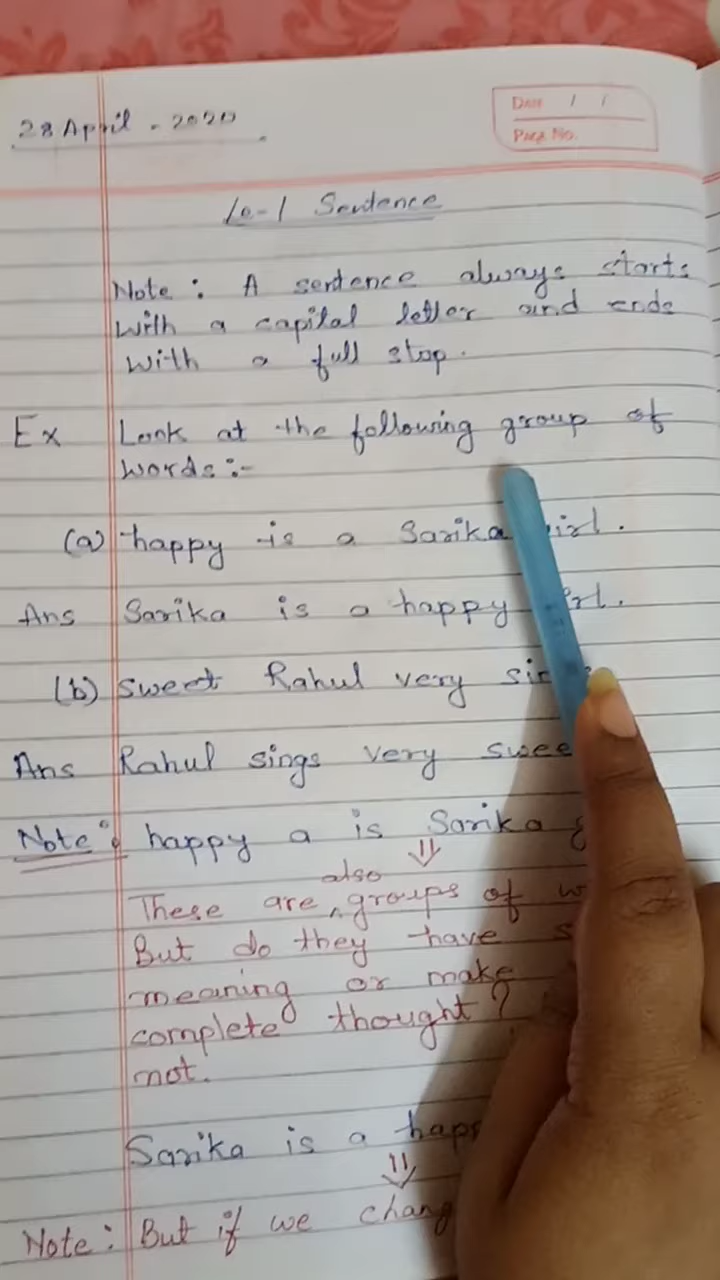 28 April - 2020
Date / /
Page No.
Le-1 Sentence
Note: A sentence always starts
with a capital letter and ends
with a full stop.
Ex Look at the following group of
words:-
(a) happy is a Sarika girl.
Ans Sarika is a happy girl.
(b) Sweet Rahul very
Ans Rahul sings very
Note: happy a is Sarika
also
These are groups of
But do they have
meaning or make
complete thought?
not.
Sarika is a
Note: But if we